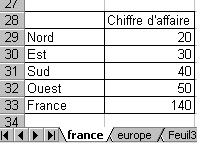 27
28 Chiffre d'affaire
29 Nord 20
30 Est 30
31 Sud 40
32 Ouest 50
33 France 140
france europe Feuil3